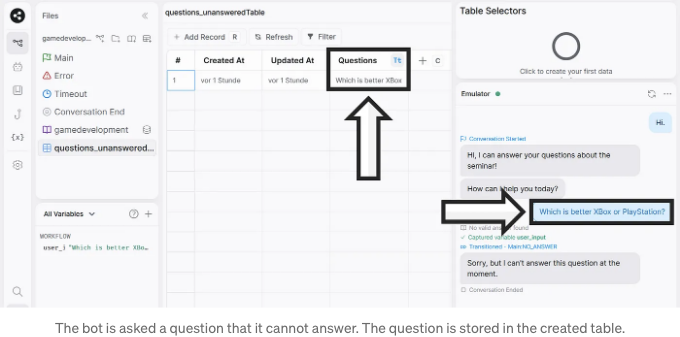 Files
gamedevelop...
Main
Error
Timeout
Conversation End
gamedevelopment
questions_unanswered...
All Variables
WORKFLOW
user_i "Which is better XBo...
{x}
questions_unansweredTable
Add Record R Refresh Filter
# Created At Updated At Questions Tt C
1 vor 1 Stunde vor 1 Stunde Which is better XBox
Table Selectors
Click to create your first data
Emulator
Hi.
Conversation Started
Hi, I can answer your questions about the
seminar!
How can I help you today?
Which is better XBox or PlayStation?
No valid answer found
Captured variable user_input
Transitioned - Main:NO_ANSWER
Sorry, but I can't answer this question at the
moment.
Conversation Ended
The bot is asked a question that it cannot answer. The question is stored in the created table.